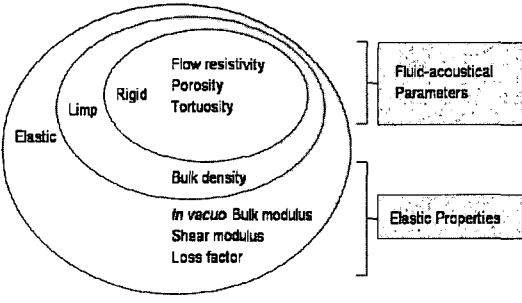 Flow resistivity
Porosity
Tortuosity
Rigid
Limp
Elastic
Bulk density
In vacuo Bulk modulus
Shear modulus
Loss factor
Fluid-acoustical
Parameters
Elastic Properties